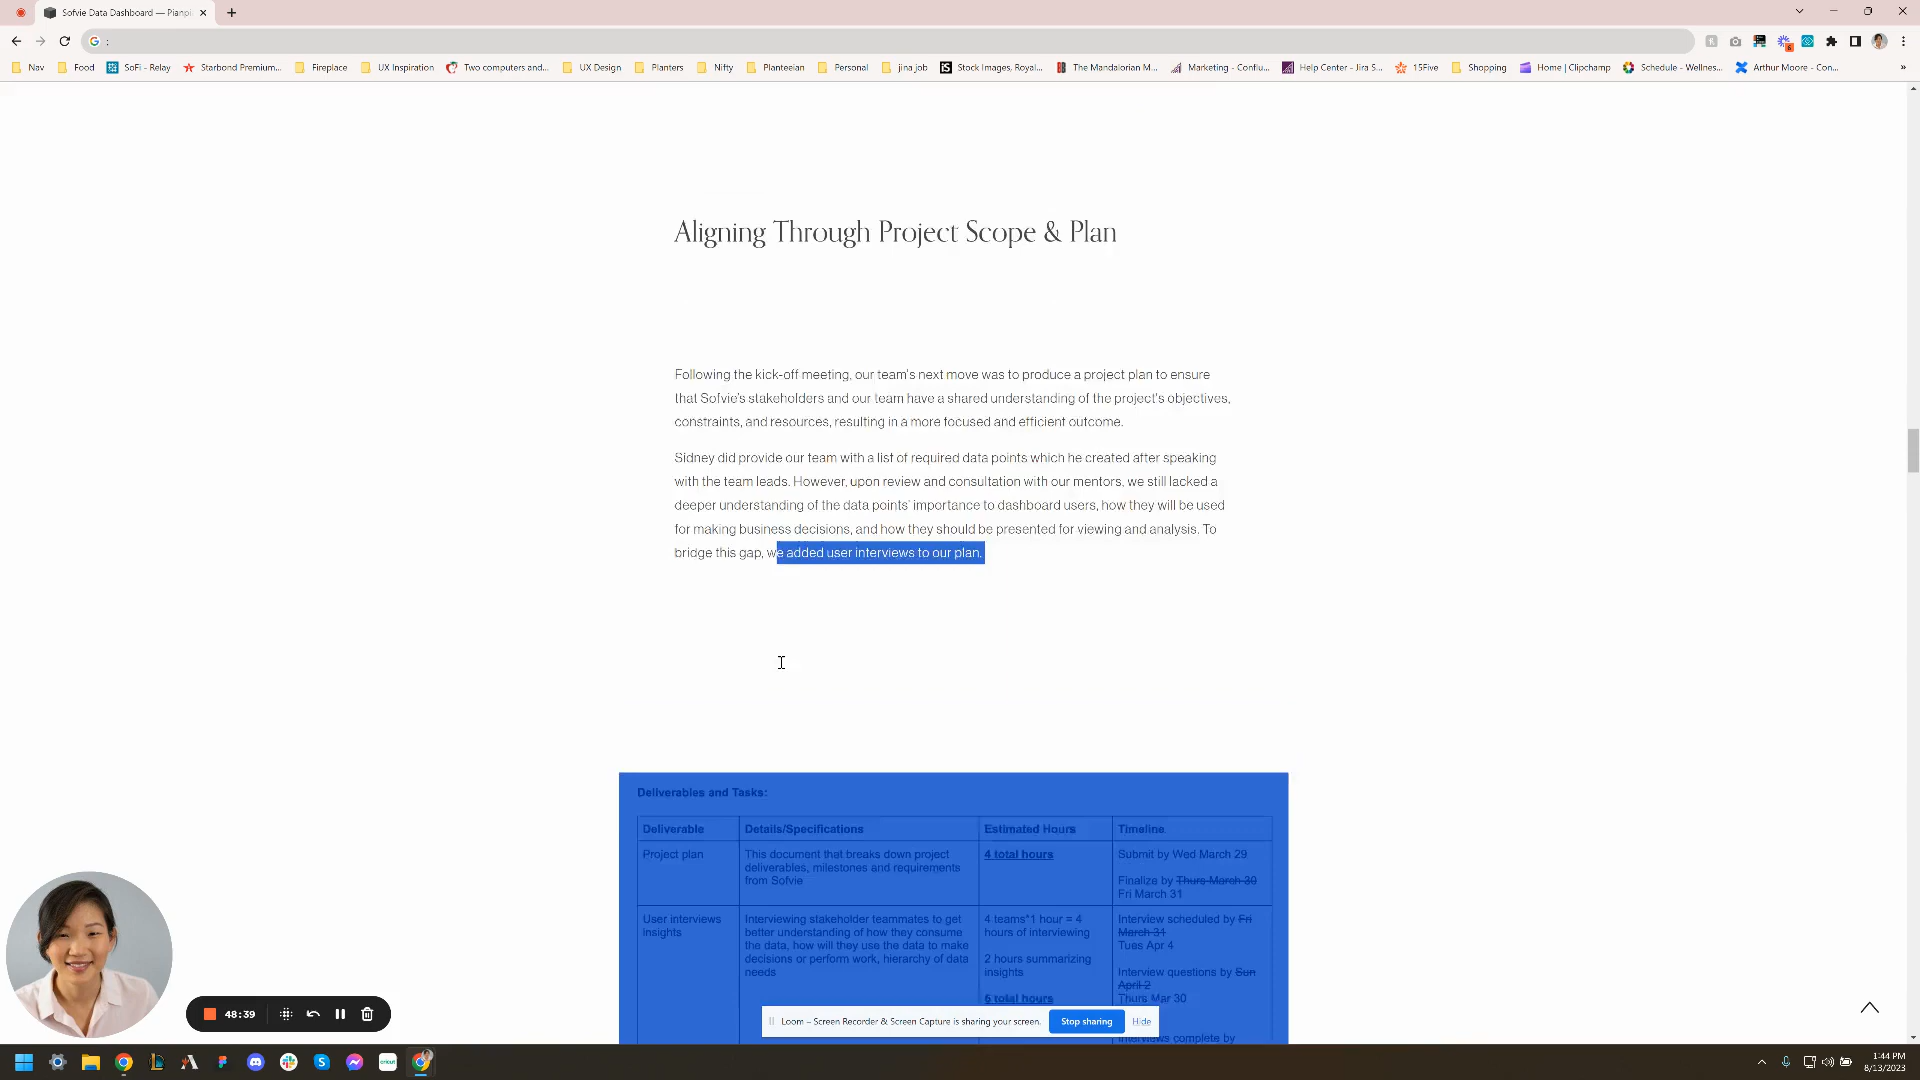 Sofvie Data Dashboard — Pianpi
:
Nav
Food
SoFi - Relay
Starbond Premium...
Fireplace
UX Inspiration
Two computers and...
UX Design
Planters
Nifty
Planteeian
Personal
jina job
Stock Images, Royal...
The Mandalorian M...
Marketing - Conflu...
Help Center - Jira S...
15Five
Shopping
Home | Clipchamp
Schedule - Wellnes...
Arthur Moore - Con...
»
Aligning Through Project Scope & Plan
Following the kick-off meeting, our team's next move was to produce a project plan to ensure
that Sofvie's stakeholders and our team have a shared understanding of the project's objectives,
constraints, and resources, resulting in a more focused and efficient outcome.
Sidney did provide our team with a list of required data points which he created after speaking
with the team leads. However, upon review and consultation with our mentors, we still lacked a
deeper understanding of the data points' importance to dashboard users, how they will be used
for making business decisions, and how they should be presented for viewing and analysis. To
bridge this gap, we added user interviews to our plan.
Deliverables and Tasks:
Deliverable
Details/Specifications
Estimated Hours
Timeline
Project plan
This document that breaks down project
deliverables, milestones and requirements
from Sofvie
4 total hours
Submit by Wed March 29
Finalize by Thurs March 30
Fri March 31
User interviews
insights
Interviewing stakeholder teammates to get
better understanding of how they consume
the data, how will they use the data to make
decisions or perform work, hierarchy of data
needs
4 teams*1 hour = 4
hours of interviewing
2 hours summarizing
insights
6 total hours
Interview scheduled by Fri
March 31
Tues Apr 4
Interview questions by Sun
April 2
Thurs Mar 30
Interviews complete by
48:39
Loom – Screen Recorder & Screen Capture is sharing your screen.
Stop sharing
Hide
1:44 PM
8/13/2023